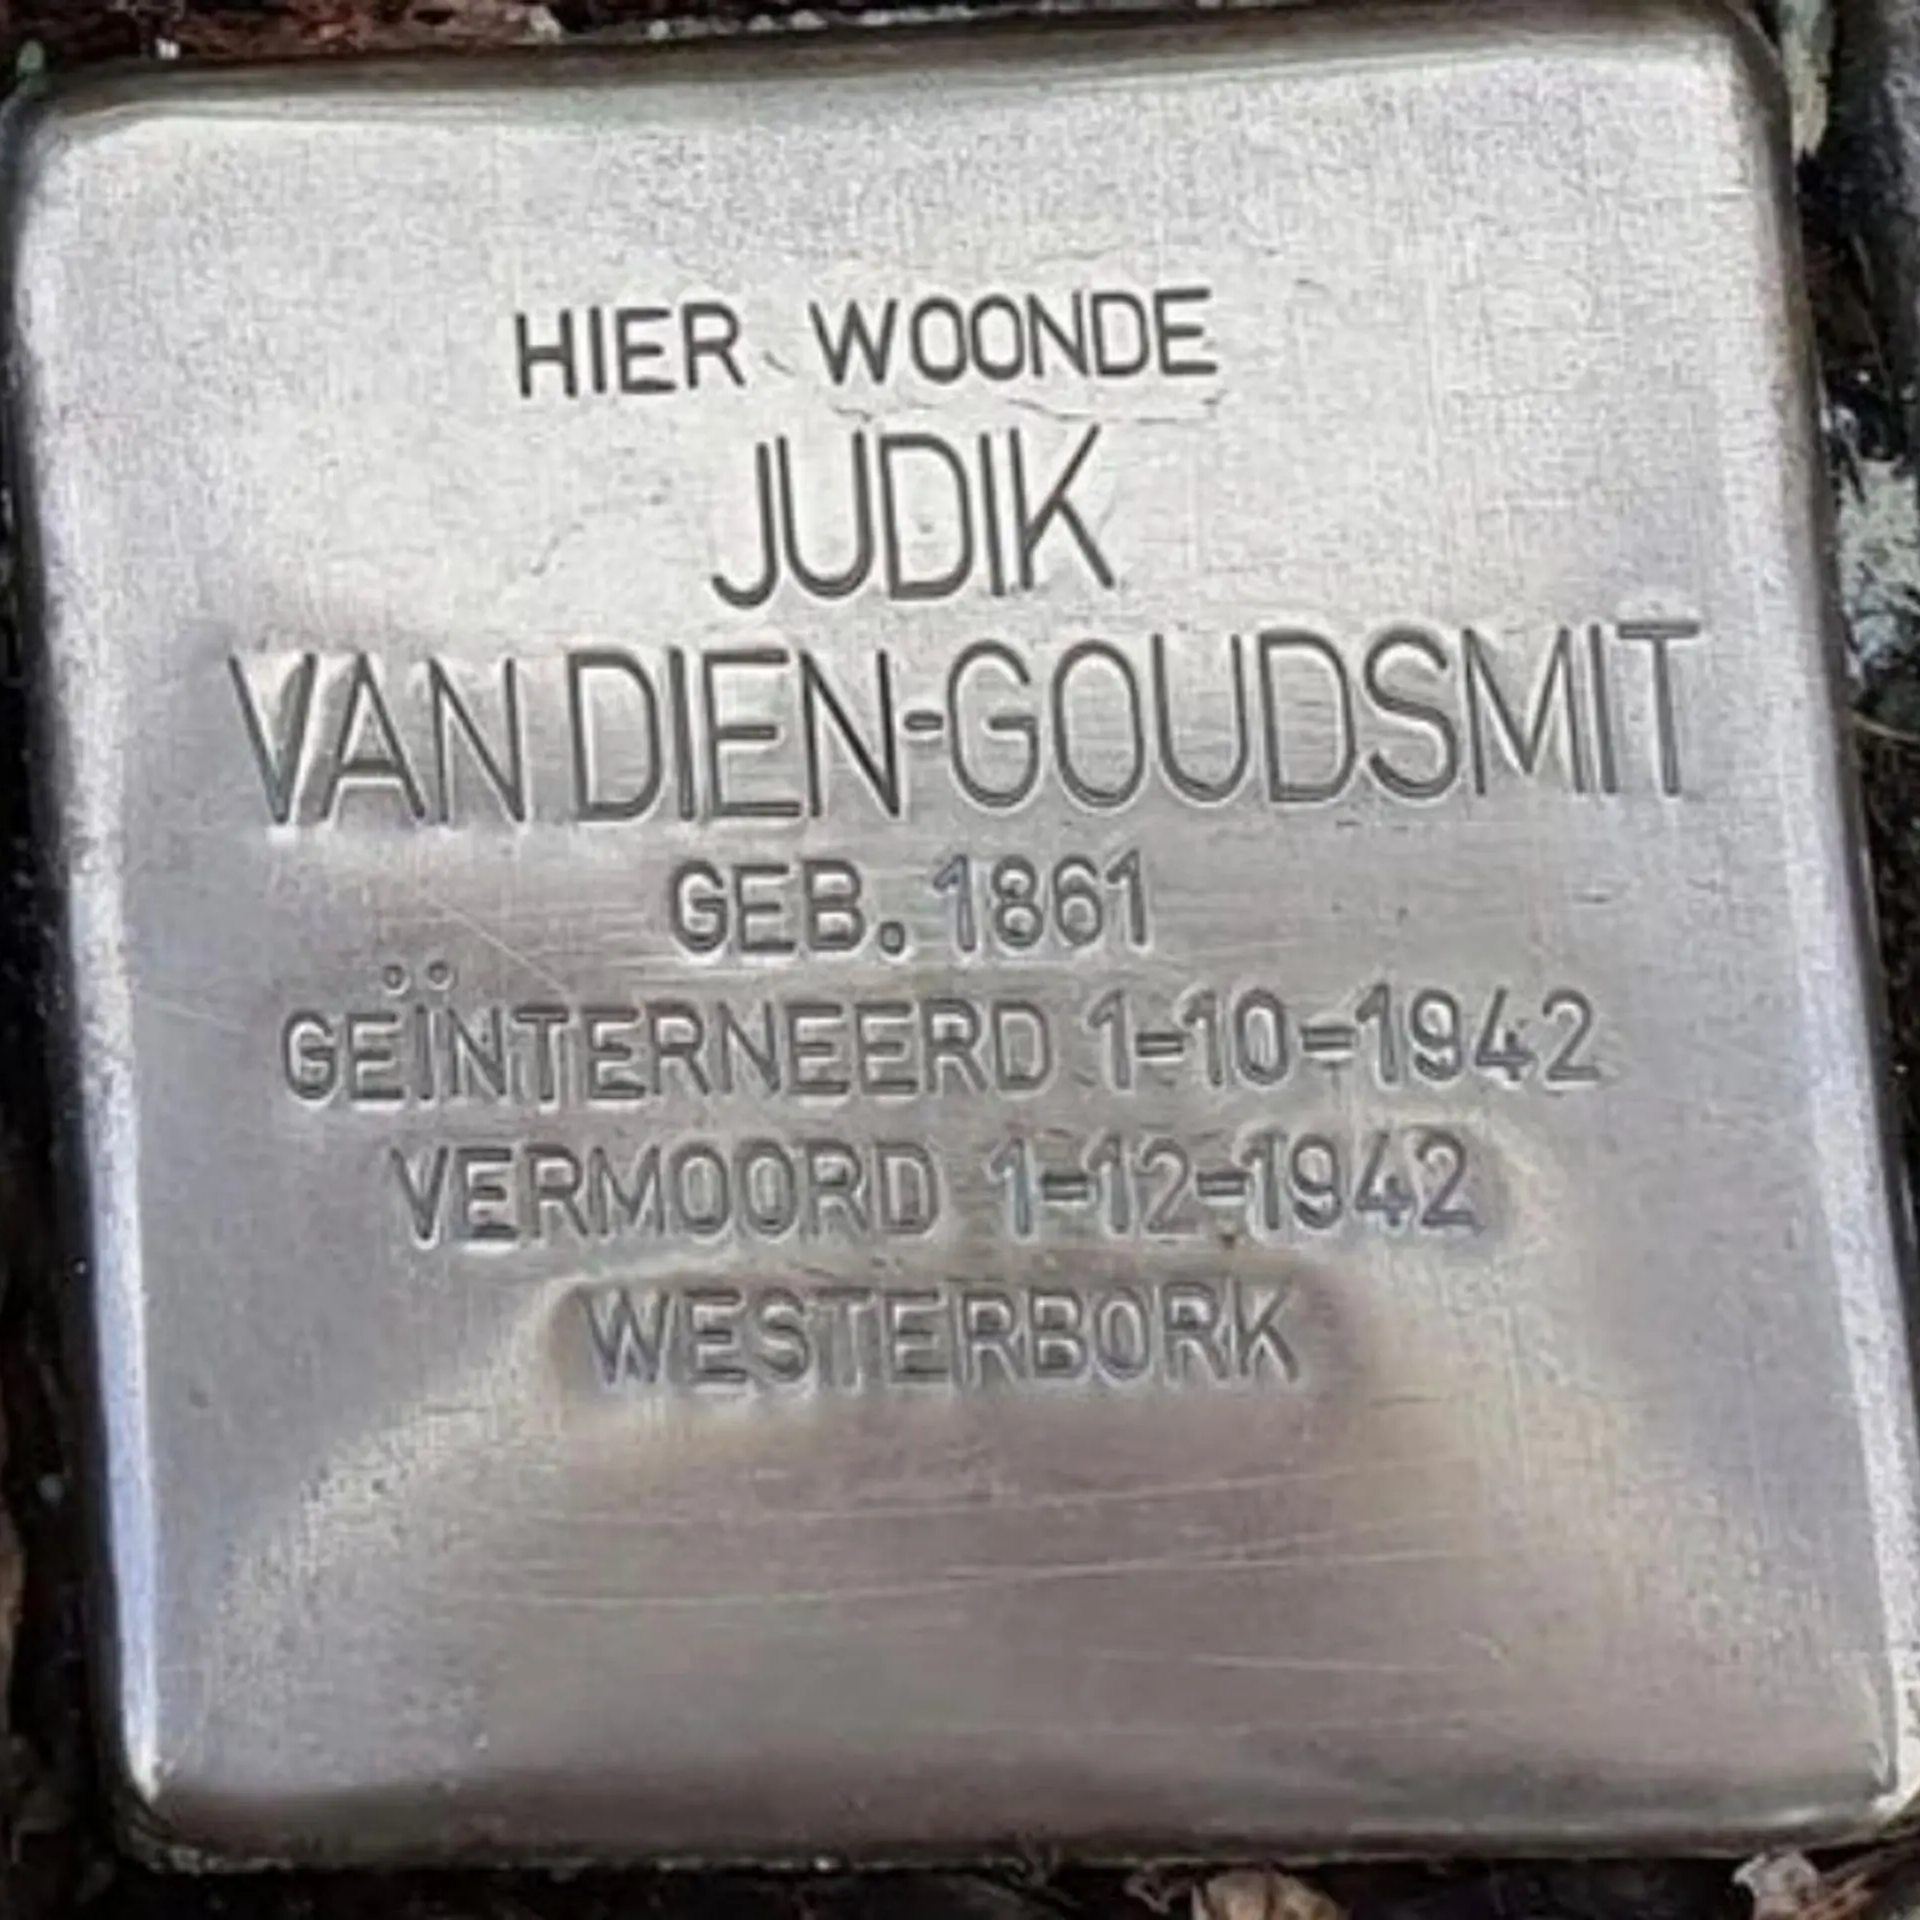 HIER WOONDE
JUDIK
VAN DIEN-GOUDSMIT
GEB. 1861
GEÏNTERNEERD 1-10-1942
VERMOORD 1-12-1942
WESTERBORK